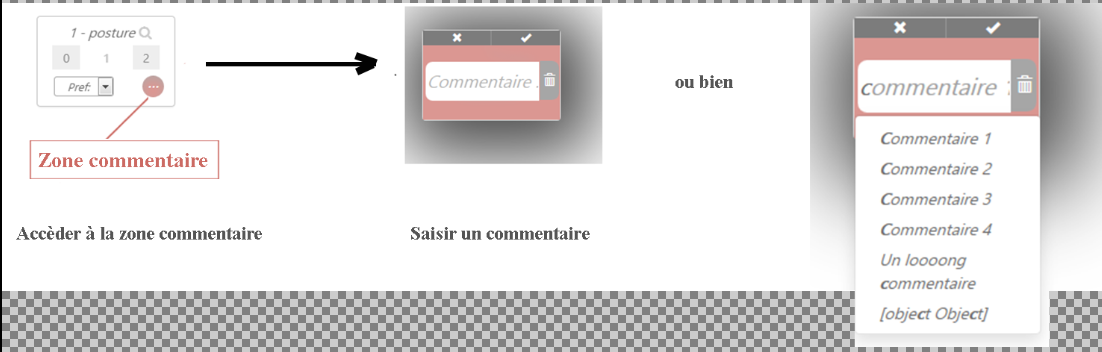 1 - posture
0 1 2
Pref:
Zone commentaire
Accèder à la zone commentaire
Commentaire
Saisir un commentaire
ou bien
commentaire
Commentaire 1
Commentaire 2
Commentaire 3
Commentaire 4
Un loooong
commentaire
[object Object]